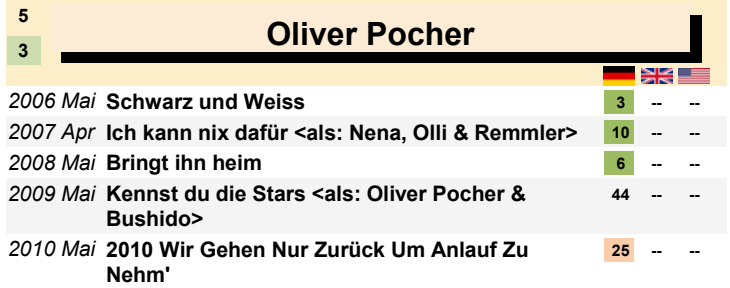 5
Oliver Pocher
3
2006 Mai Schwarz und Weiss 3 -- --
2007 Apr Ich kann nix dafür <als: Nena, Olli & Remmler> 10 -- --
2008 Mai Bringt ihn heim 6 -- --
2009 Mai Kennst du die Stars <als: Oliver Pocher & 44 -- --
Bushido>
2010 Mai 2010 Wir Gehen Nur Zurück Um Anlauf Zu 25 -- --
Nehm'